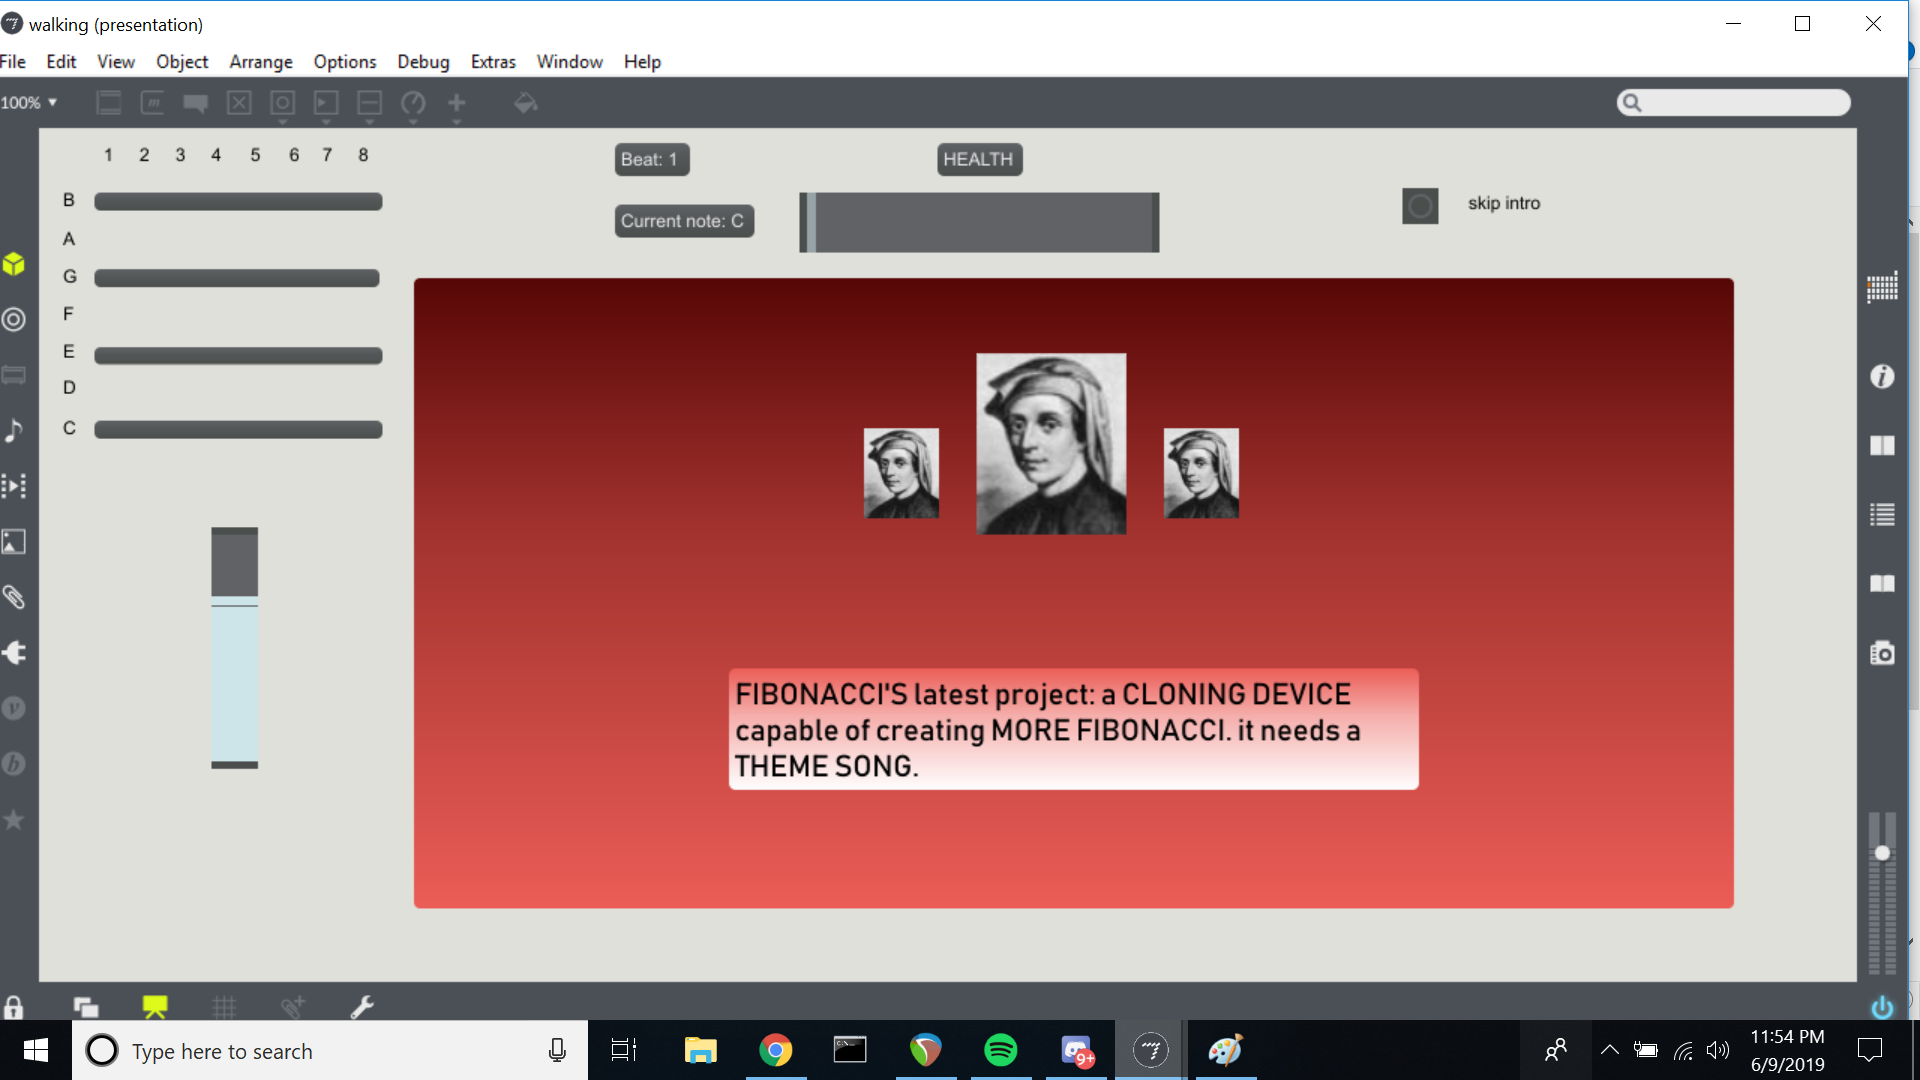 walking (presentation)
File Edit View Object Arrange Options Debug Extras Window Help
100%
1 2 3 4 5 6 7 8
B
A
G
F
E
D
C
Beat: 1
Current note: C
HEALTH
skip intro
FIBONACCI'S latest project: a CLONING DEVICE
capable of creating MORE FIBONACCI. it needs a
THEME SONG.
Type here to search
9+
11:54 PM
6/9/2019